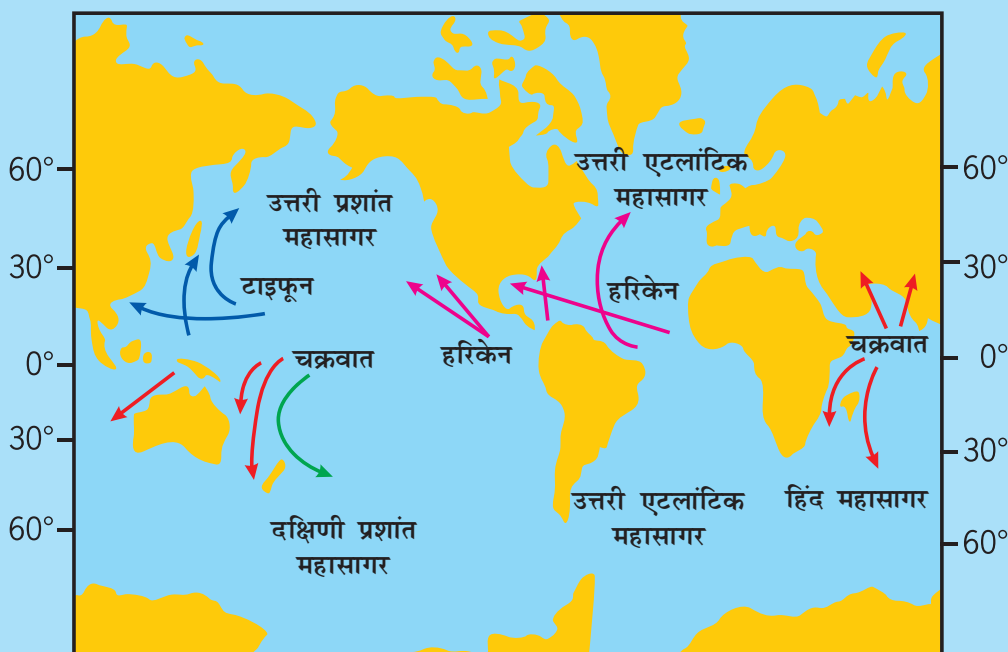 उत्तरी एटलांटिक
महासागर
60°
60°
उत्तरी प्रशांत
महासागर
30°
30°
टाइफून
हरिकेन
चक्रवात
हरिकेन
चक्रवात
0°
0°
30°
30°
उत्तरी एटलांटिक
महासागर
हिंद महासागर
दक्षिणी प्रशांत
महासागर
60°
60°